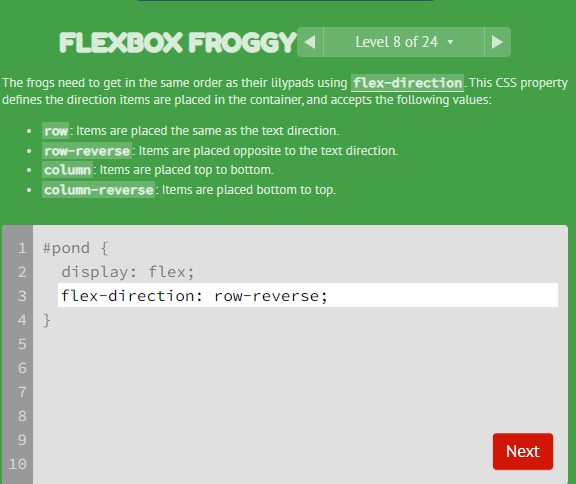 FLEXBOX FROGGY
Level 8 of 24
The frogs need to get in the same order as their lilypads using flex-direction. This CSS property
defines the direction items are placed in the container, and accepts the following values:
• row: Items are placed the same as the text direction.
• row-reverse: Items are placed opposite to the text direction.
• column: Items are placed top to bottom.
• column-reverse: Items are placed bottom to top.
1 #pond {
2 display: flex;
3 flex-direction: row-reverse;
4 }
5
6
7
8
9
10
Next